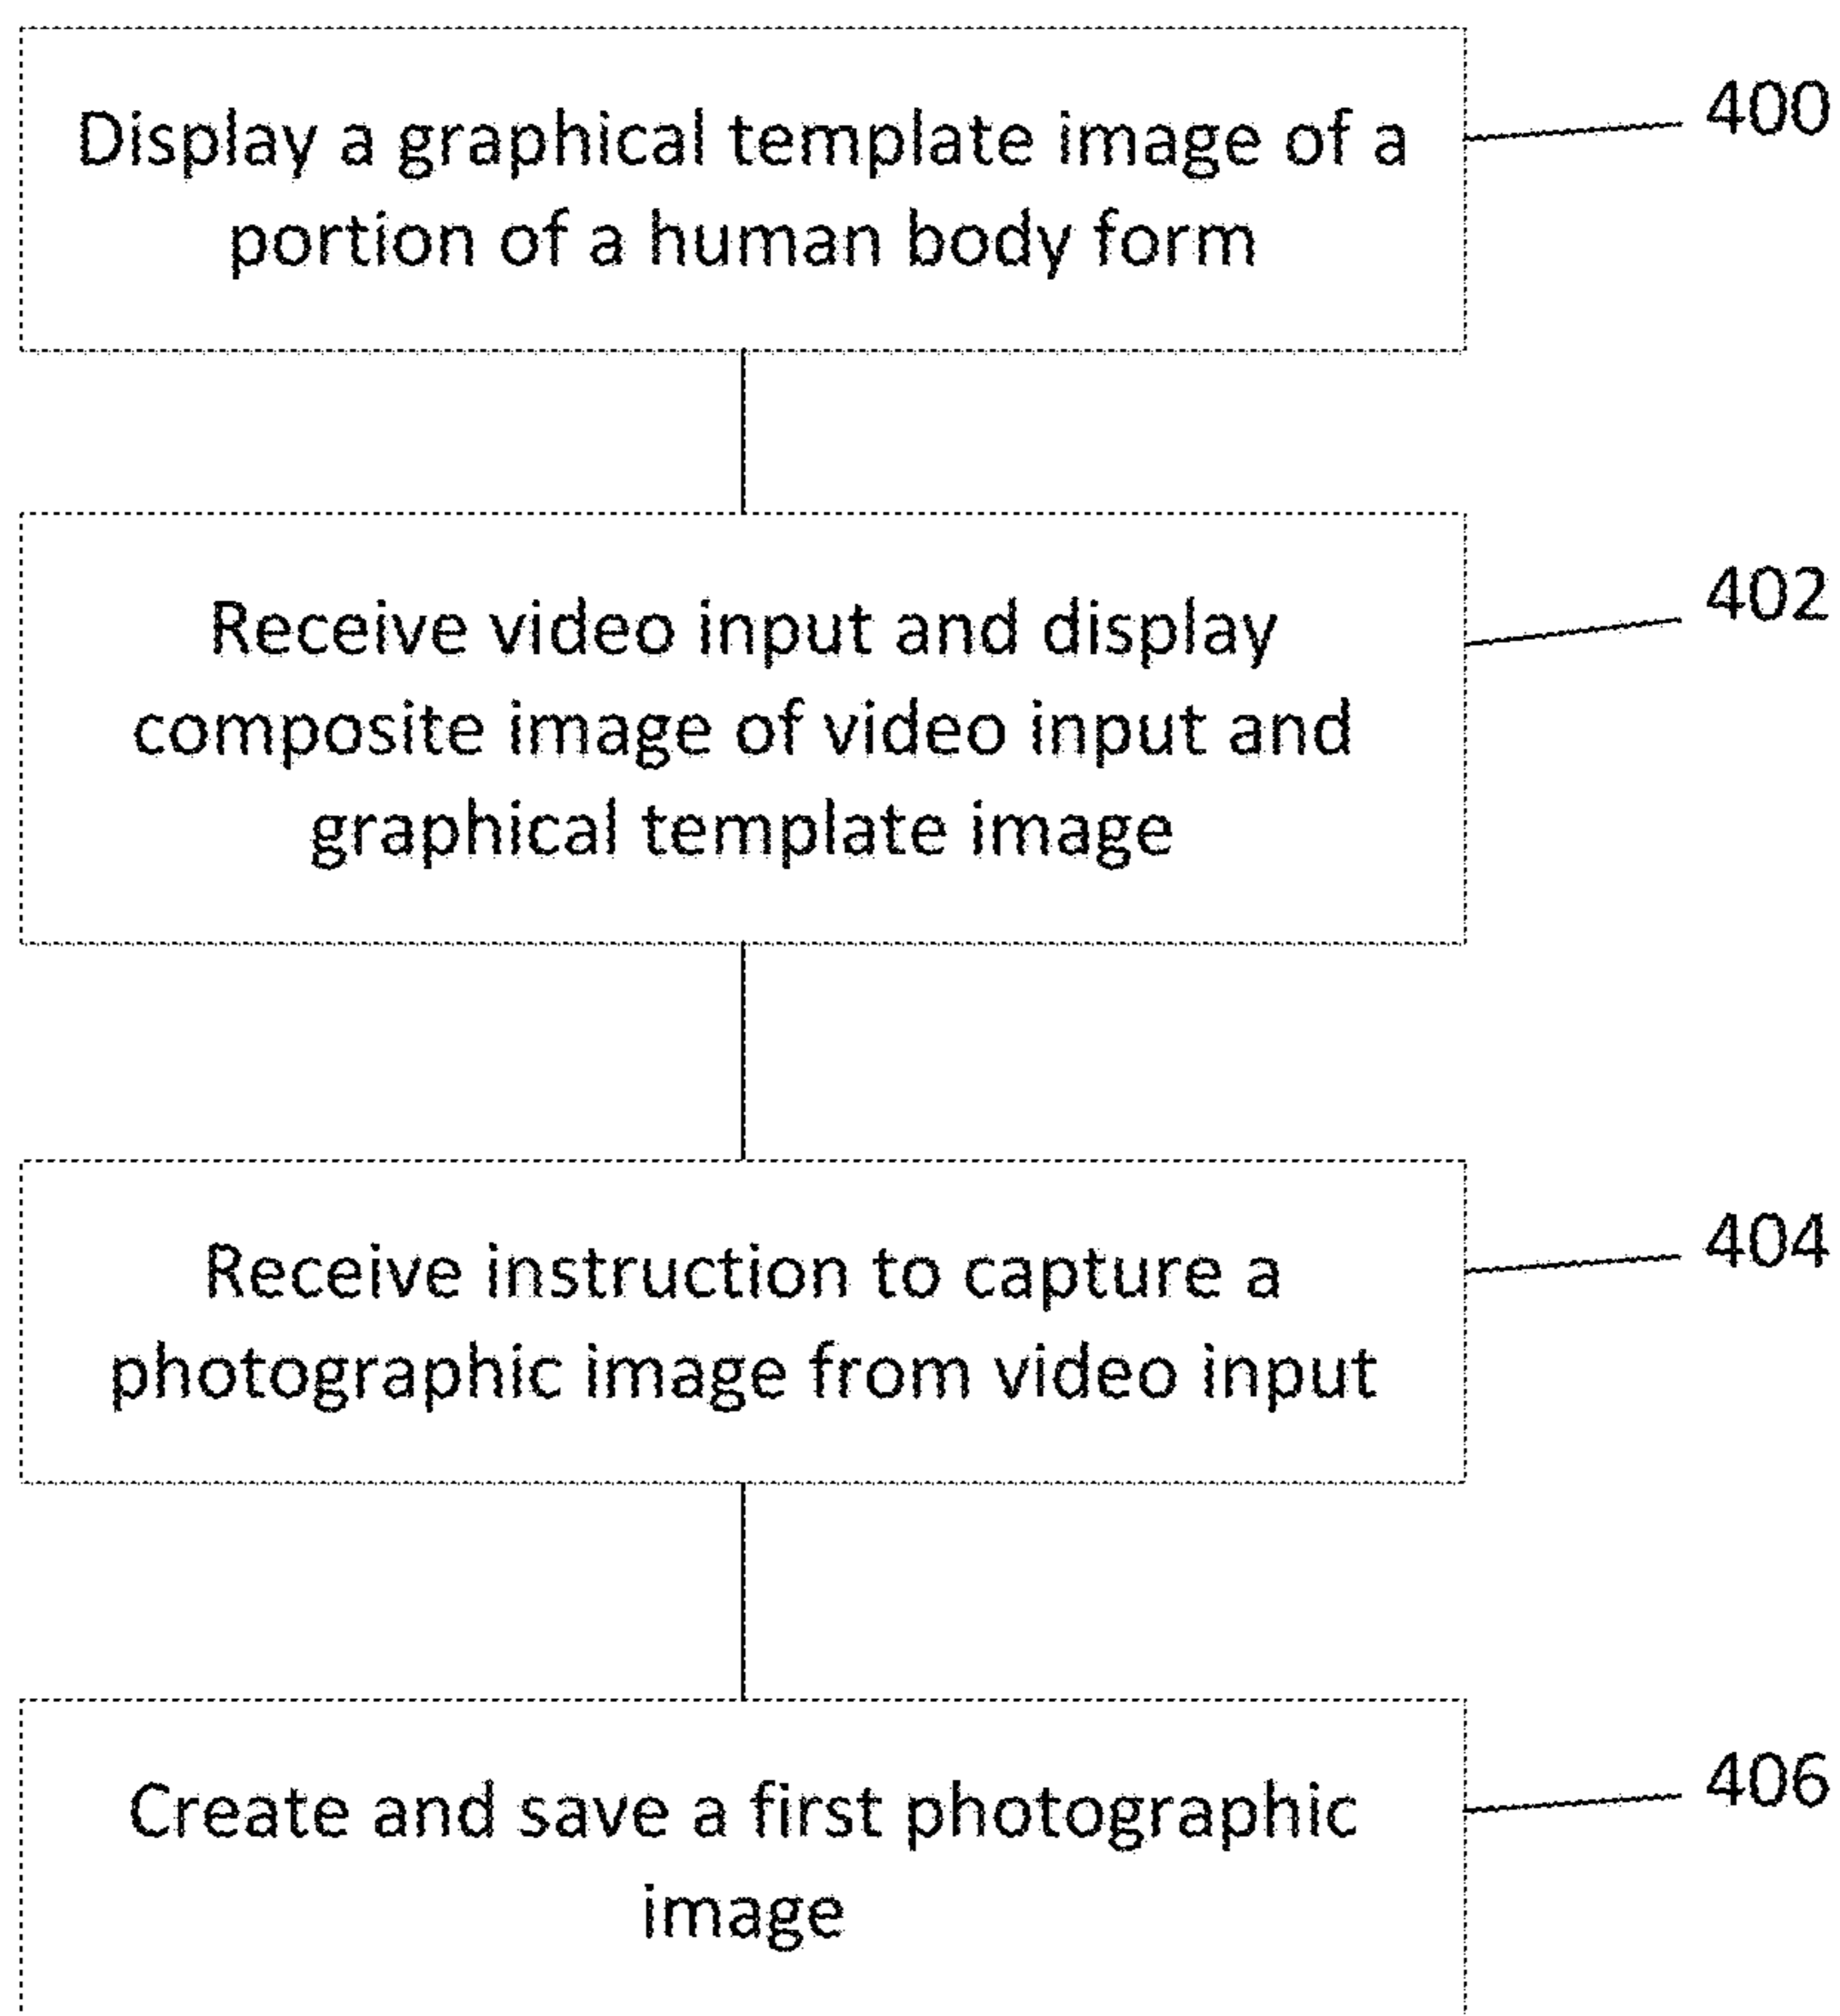 Display a graphical template image of a
portion of a human body form
400
Receive video input and display
composite image of video input and
graphical template image
402
Receive instruction to capture a
photographic image from video input
404
Create and save a first photographic
image
406